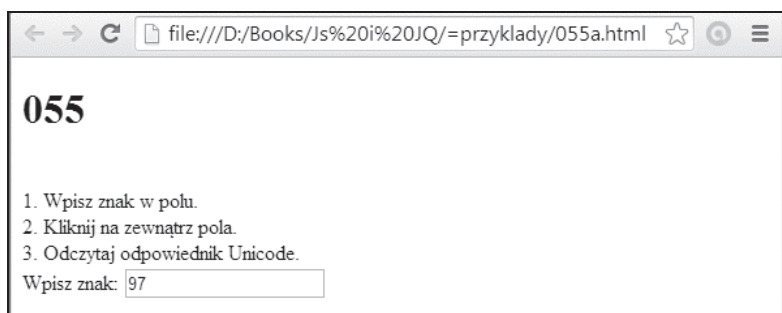 file:///D:/Books/Js%20i%20JQ/=przyklady/055a.html
055
1. Wpisz znak w polu.
2. Kliknij na zewnątrz pola.
3. Odczytaj odpowiednik Unicode.
Wpisz znak: 97